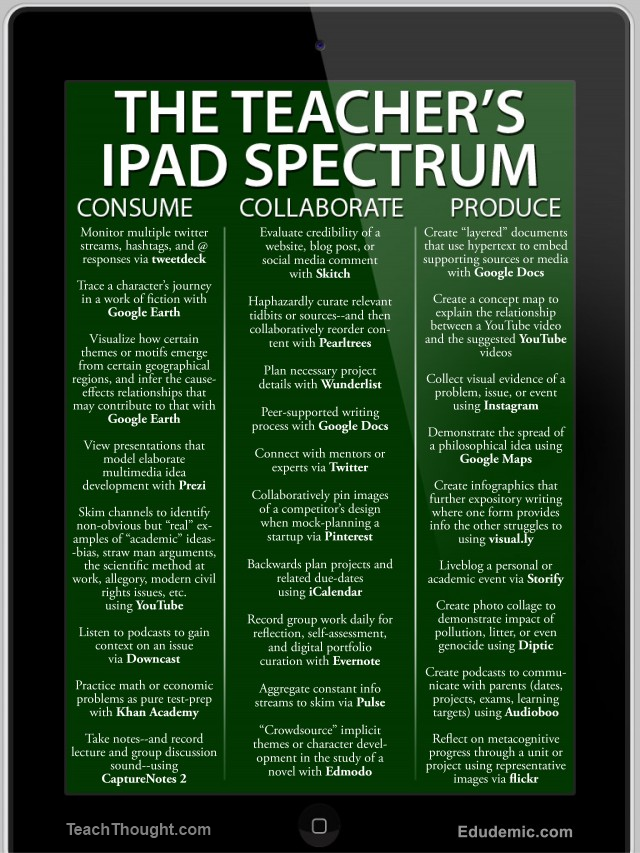 THE TEACHER'S
IPAD SPECTRUM
CONSUME
Monitor multiple twitter
streams, hashtags, and @
responses via tweetdeck
Trace a character's journey
in a work of fiction with
Google Earth
Visualize how certain
themes or motifs emerge
from certain geographical
regions, and infer the cause-
effects relationships that
may contribute to that with
Google Earth
View presentations that
model elaborate
multimedia idea
development with Prezi
Skim channels to identify
non-obvious but "real" ex-
amples of "academic" ideas-
-bias, straw man arguments,
the scientific method at
work, allegory, modern civil
rights issues, etc.
using YouTube
Listen to podcasts to gain
context on an issue
via Downcast
Practice math or economic
problems as pure test-prep
with Khan Academy
Take notes--and record
lecture and group discussion
sound--using
CaptureNotes 2
COLLABORATE
Evaluate credibility of a
website, blog post, or
social media comment
with Skitch
Haphazardly curate relevant
tidbits or sources--and then
collaboratively reorder con-
tent with Pearltrees
Plan necessary project
details with Wunderlist
Peer-supported writing
process with Google Docs
Connect with mentors or
experts via Twitter
Collaboratively pin images
of a competitor's design
when mock-planning a
startup via Pinterest
Backwards plan projects and
related due-dates
using iCalendar
Record group work daily for
reflection, self-assessment,
and digital portfolio
curation with Evernote
Aggregate constant info
streams to skim via Pulse
"Crowdsource" implicit
themes or character devel-
opment in the study of a
novel with Edmodo
PRODUCE
Create "layered" documents
that use hypertext to embed
supporting sources or media
with Google Docs
Create a concept map to
explain the relationship
between a YouTube video
and the suggested YouTube
videos
Collect visual evidence of a
problem, issue, or event
using Instagram
Demonstrate the spread of
a philosophical idea using
Google Maps
Create infographics that
further expository writing
where one form provides
info the other struggles to
using visual.ly
Liveblog a personal or
academic event via Storify
Create photo collage to
demonstrate impact of
pollution, litter, or even
genocide using Diptic
Create podcasts to commu-
nicate with parents (dates,
projects, exams, learning
targets) using Audioboo
Reflect on metacognitive
progress through a unit or
project using representative
images via flickr
TeachThought.com
Edudemic.com